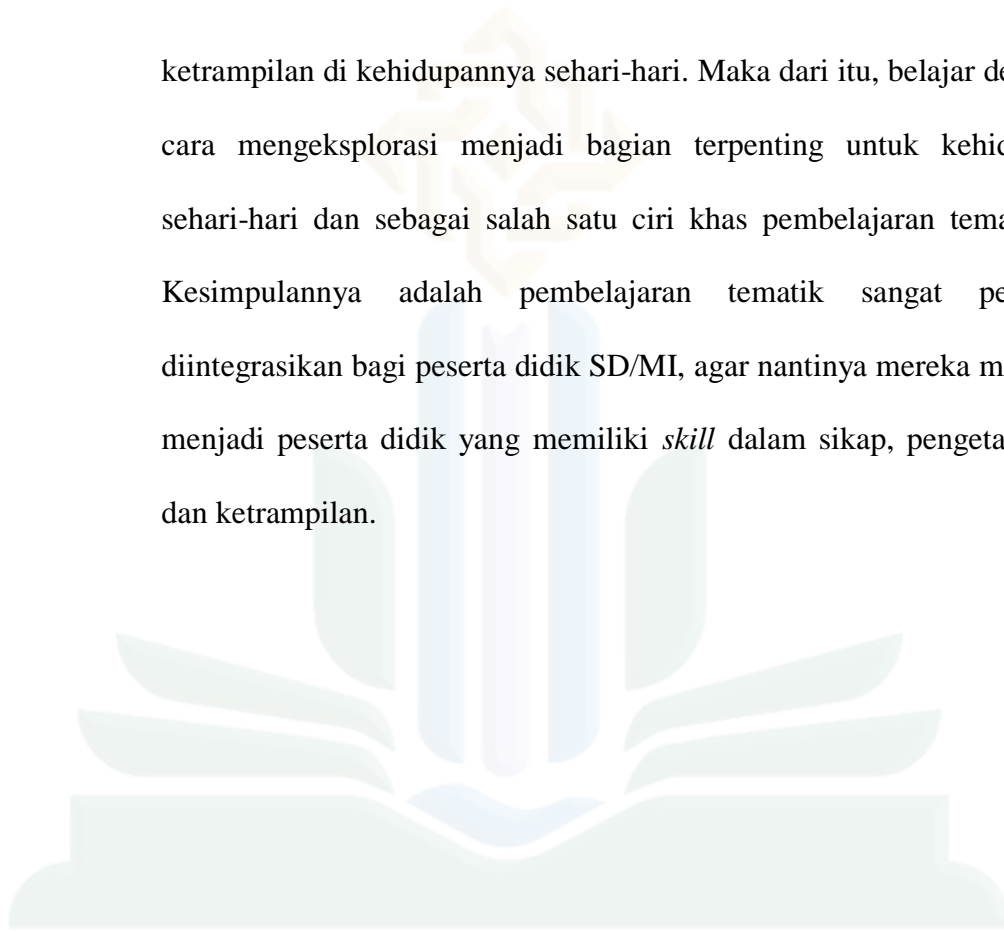 ketrampilan di kehidupannya sehari-hari. Maka dari itu, belajar de
cara mengeksplorasi menjadi bagian terpenting untuk kehid
sehari-hari dan sebagai salah satu ciri khas pembelajaran tema
Kesimpulannya adalah pembelajaran tematik sangat pe
diintegrasikan bagi peserta didik SD/MI, agar nantinya mereka m
menjadi peserta didik yang memiliki skill dalam sikap, pengeta
dan ketrampilan.